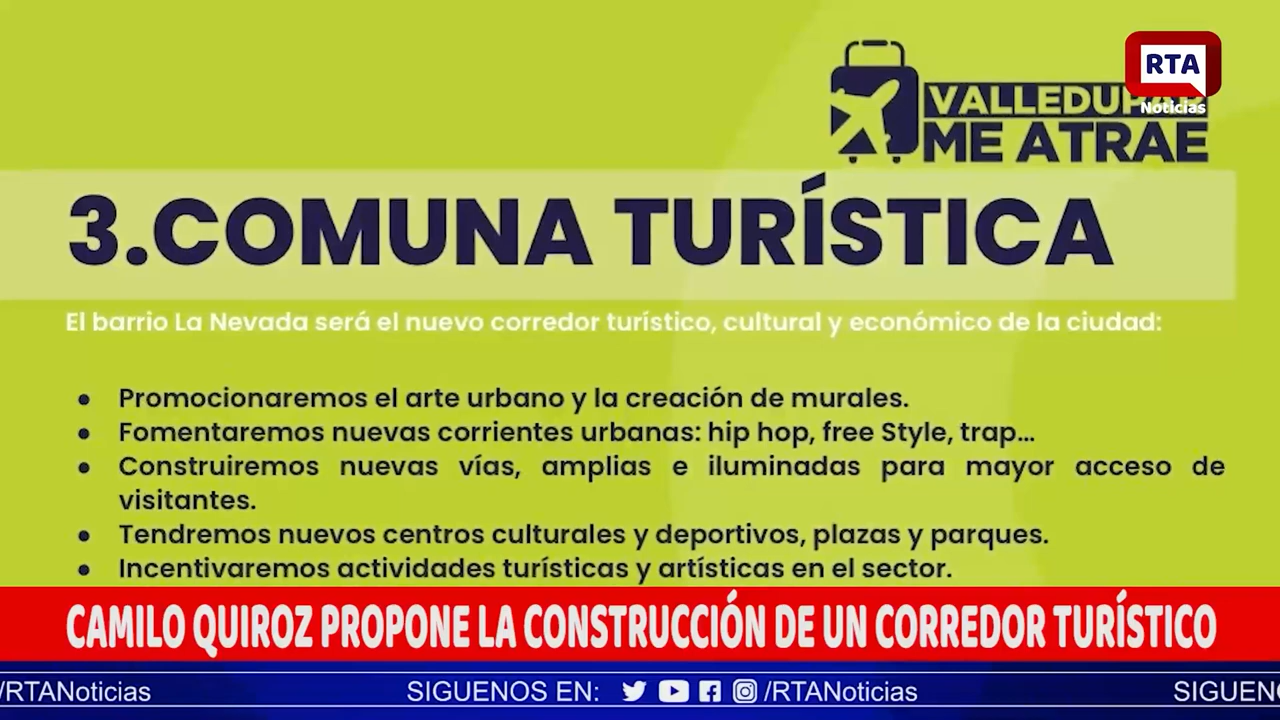 RTA
Noticias
VALLEDUPAR
ME ATRAE
3.COMUNA TURÍSTICA
El barrio La Nevada será el nuevo corredor turístico, cultural y económico de la ciudad:
• Promocionaremos el arte urbano y la creación de murales.
• Fomentaremos nuevas corrientes urbanas: hip hop, free Style, trap...
• Construiremos nuevas vías, amplias e iluminadas para mayor acceso de
visitantes.
• Tendremos nuevos centros culturales y deportivos, plazas y parques.
• Incentivaremos actividades turísticas y artísticas en el sector.
CAMILO QUIROZ PROPONE LA CONSTRUCCIÓN DE UN CORREDOR TURÍSTICO
/RTANoticias SIGUENOS EN: /RTANoticias SIGUEN